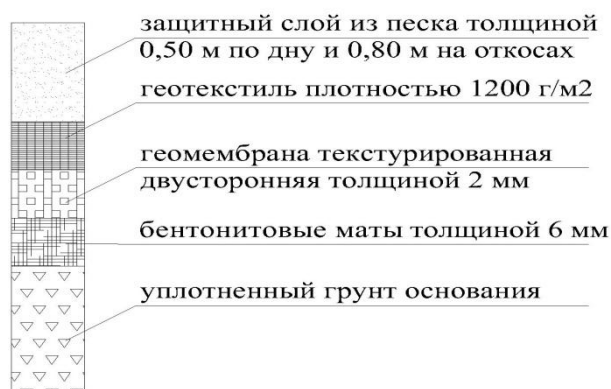 защитный слой из песка толщиной
0,50 м по дну и 0,80 м на откосах
геотекстиль плотностью 1200 г/м2
геомембрана текстурированная
двусторонняя толщиной 2 мм
бентонитовые маты толщиной 6 мм
уплотненный грунт основания